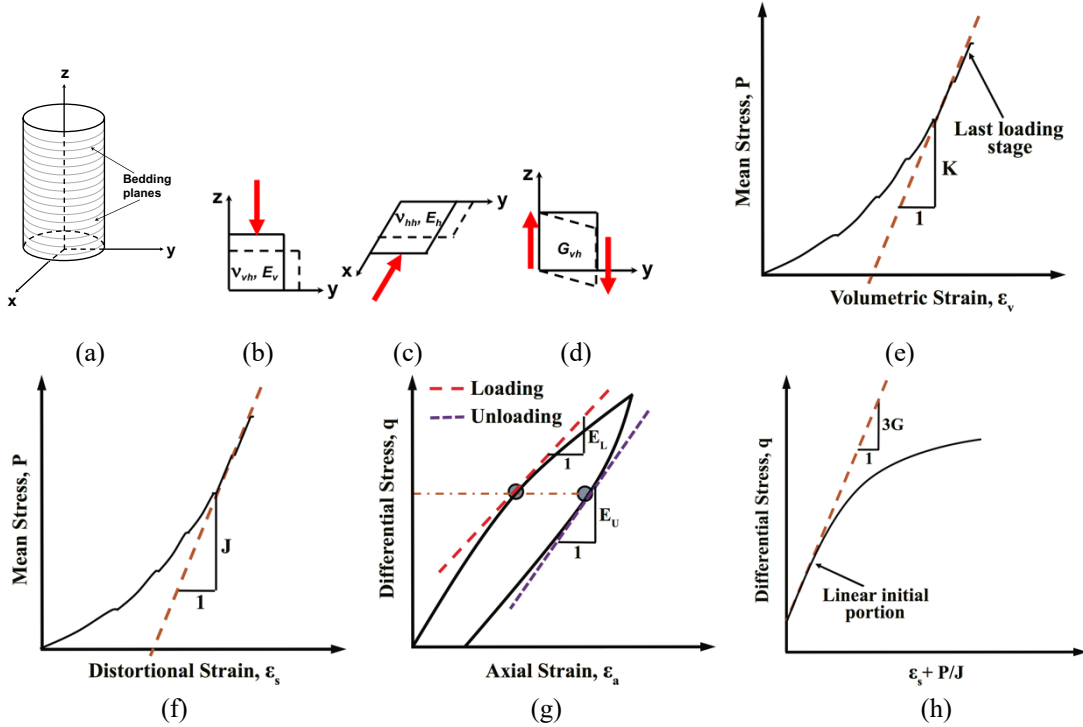 z
Bedding
planes
y
x
(a)
z
ν_vh, E_v
y
(b)
y
ν_hh, E_h
x
(c)
z
G_vh
y
(d)
Mean Stress, P
Last loading
stage
K
1
Volumetric Strain, ε_v
(e)
Mean Stress, P
J
1
Distortional Strain, ε_s
(f)
Loading
Unloading
Differential Stress, q
E_L
1
E_U
1
Axial Strain, ε_a
(g)
Differential Stress, q
3G
1
Linear initial
portion
ε_s + P/J
(h)